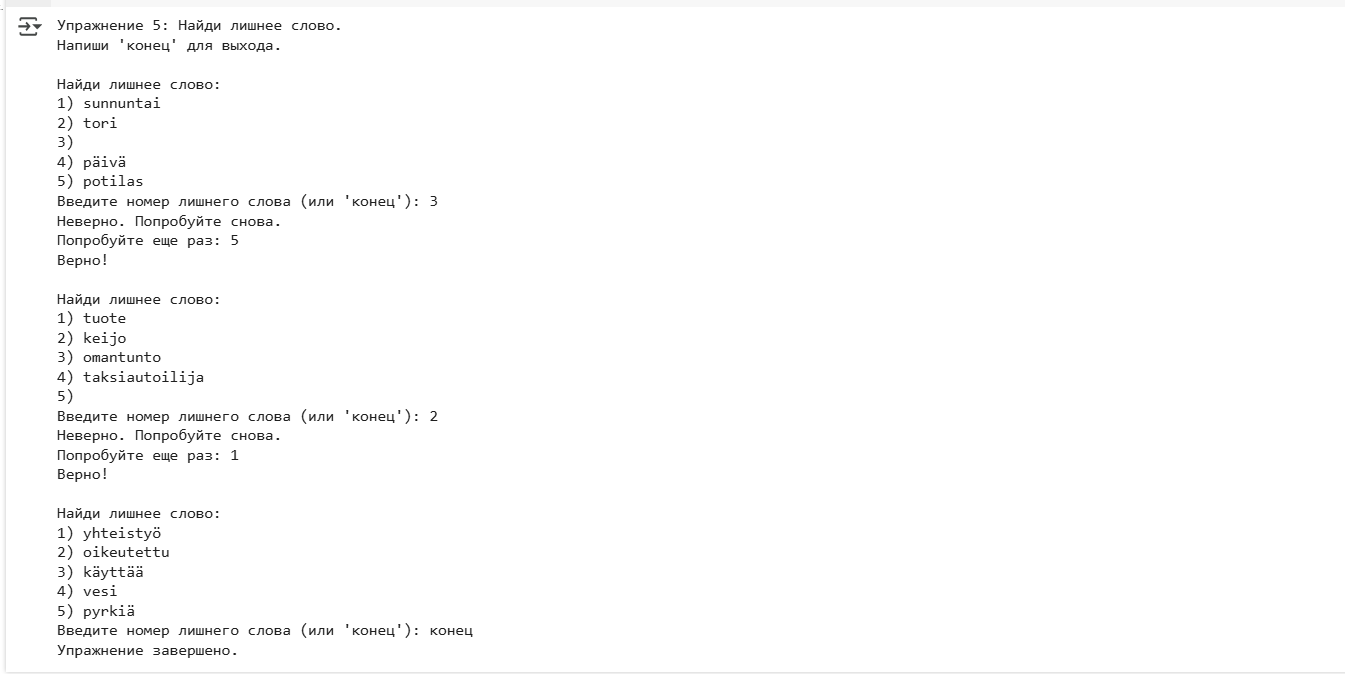 Упражнение 5: Найди лишнее слово.
Напиши 'конец' для выхода.
Найди лишнее слово:
1) sunnuntai
2) tori
3)
4) päivä
5) potilas
Введите номер лишнего слова (или 'конец'): 3
Неверно. Попробуйте снова.
Попробуйте еще раз: 5
Верно!
Найди лишнее слово:
1) tuote
2) keijo
3) omantunto
4) taksiautoilija
5)
Введите номер лишнего слова (или 'конец'): 2
Неверно. Попробуйте снова.
Попробуйте еще раз: 1
Верно!
Найди лишнее слово:
1) yhteistyö
2) oikeutettu
3) käyttää
4) vesi
5) pyrkiä
Введите номер лишнего слова (или 'конец'): конец
Упражнение завершено.